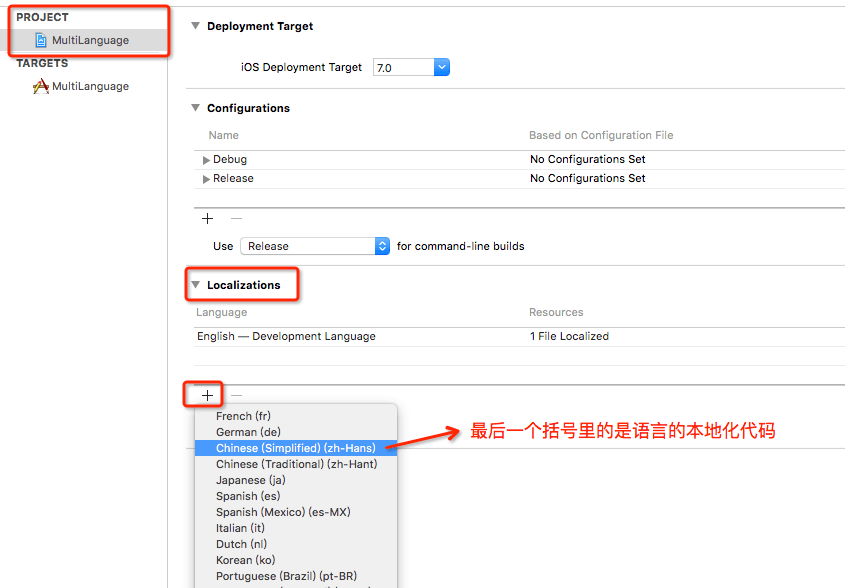 PROJECT
MultiLanguage
TARGETS
MultiLanguage
Deployment Target
iOS Deployment Target 7.0
Configurations
Name Based on Configuration File
Debug No Configurations Set
Release No Configurations Set
Use Release for command-line builds
Localizations
Language Resources
English — Development Language 1 File Localized
French (fr)
German (de)
Chinese (Simplified) (zh-Hans)
最后一个括号里的是语言的本地化代码
Chinese (Traditional) (zh-Hant)
Japanese (ja)
Spanish (es)
Spanish (Mexico) (es-MX)
Italian (it)
Dutch (nl)
Korean (ko)
Portuguese (Brazil) (pt-BR)